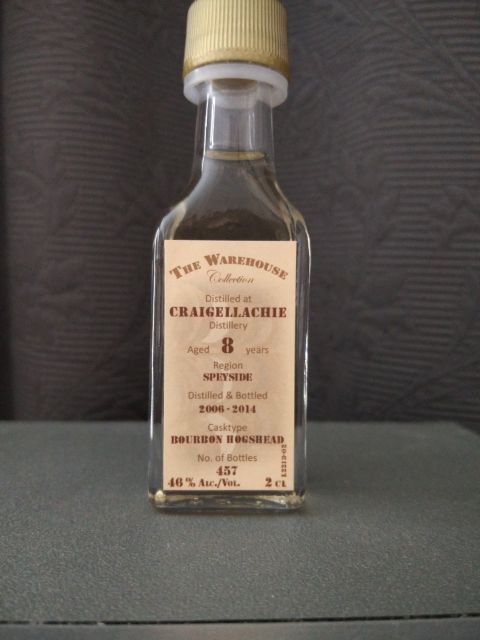 THE WAREHOUSE
Collection
Distilled at
CRAIGELLACHIE
Distillery
Aged 8 years
Region
SPEYSIDE
Distilled & Bottled
2006 - 2014
Casktype
BOURBON HOGSHEAD
No. of Bottles
457
46 % ALC./VOL. 2 CL